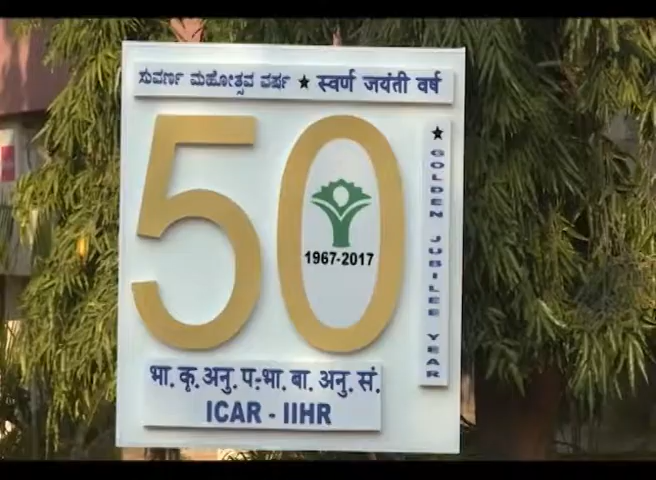 ಸುವರ್ಣ ಮಹೋತ್ಸವ ವರ್ಷ ★ स्वर्ण जयंती वर्ष
50
1967-2017
★ GOLDEN JUBILEE YEAR
भा. कृ. अनु. प.-भा. बा. अनु. सं.
ICAR - IIHR